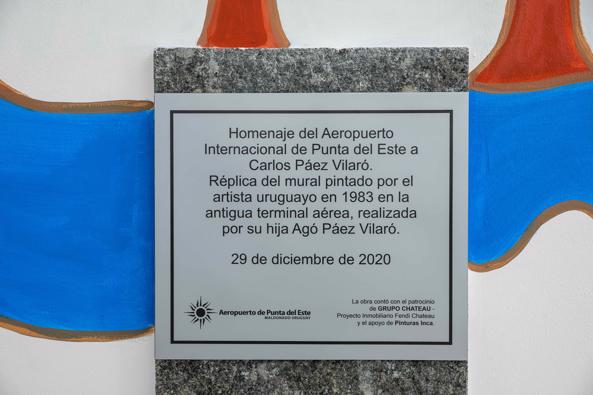 Homenaje del Aeropuerto
Internacional de Punta del Este a
Carlos Páez Vilaró.
Réplica del mural pintado por el
artista uruguayo en 1983 en la
antigua terminal aérea, realizada
por su hija Agó Páez Vilaró.
29 de diciembre de 2020
Aeropuerto de Punta del Este
MALDONADO-URUGUAY
La obra contó con el patrocinio
de GRUPO CHATEAU -
Proyecto Inmobiliario Fendi Chateau
y el apoyo de Pinturas Inca.